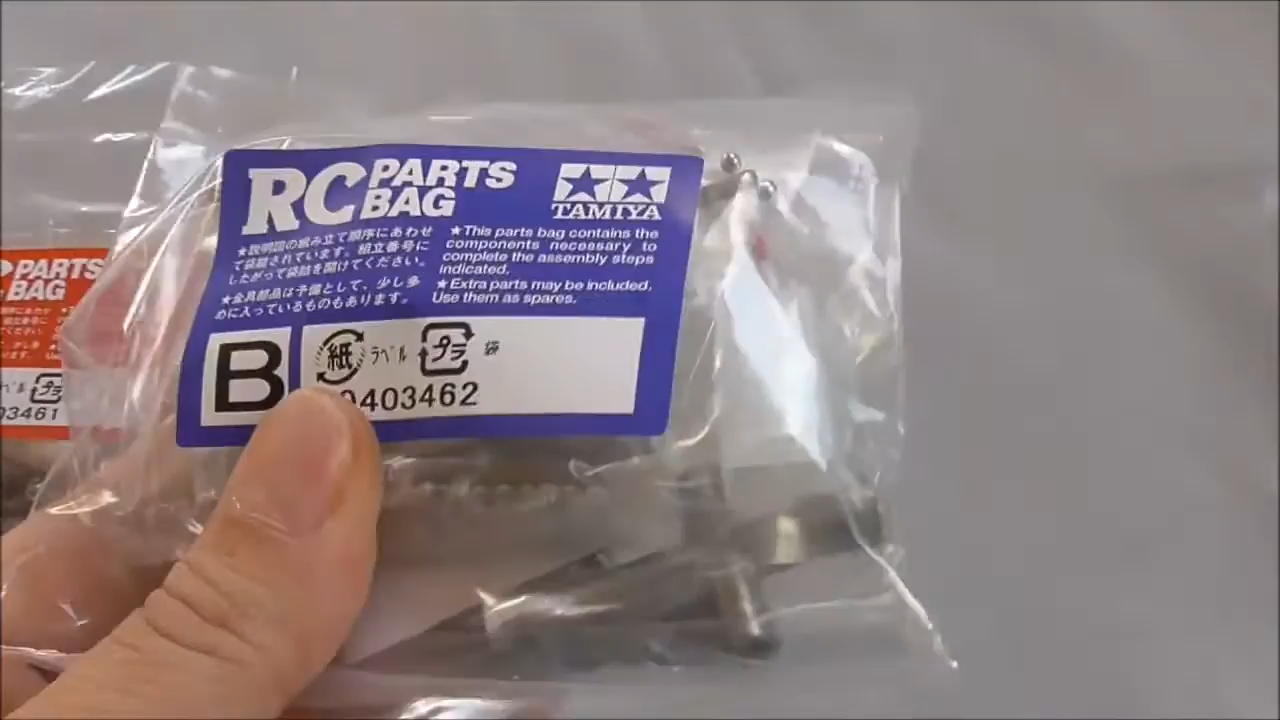 RC PARTS BAG
TAMIYA
★説明図の組み立て順序にあわせ
て袋詰されています。組立番号に
したがって袋詰を開けてください。
★金具部品は予備として、少し多
めに入っているものもあります。
★This parts bag contains the
components necessary to
complete the assembly steps
indicated.
★Extra parts may be included.
Use them as spares.
B
紙 ラベル プラ 袋
0403462
PARTS
BAG
03461